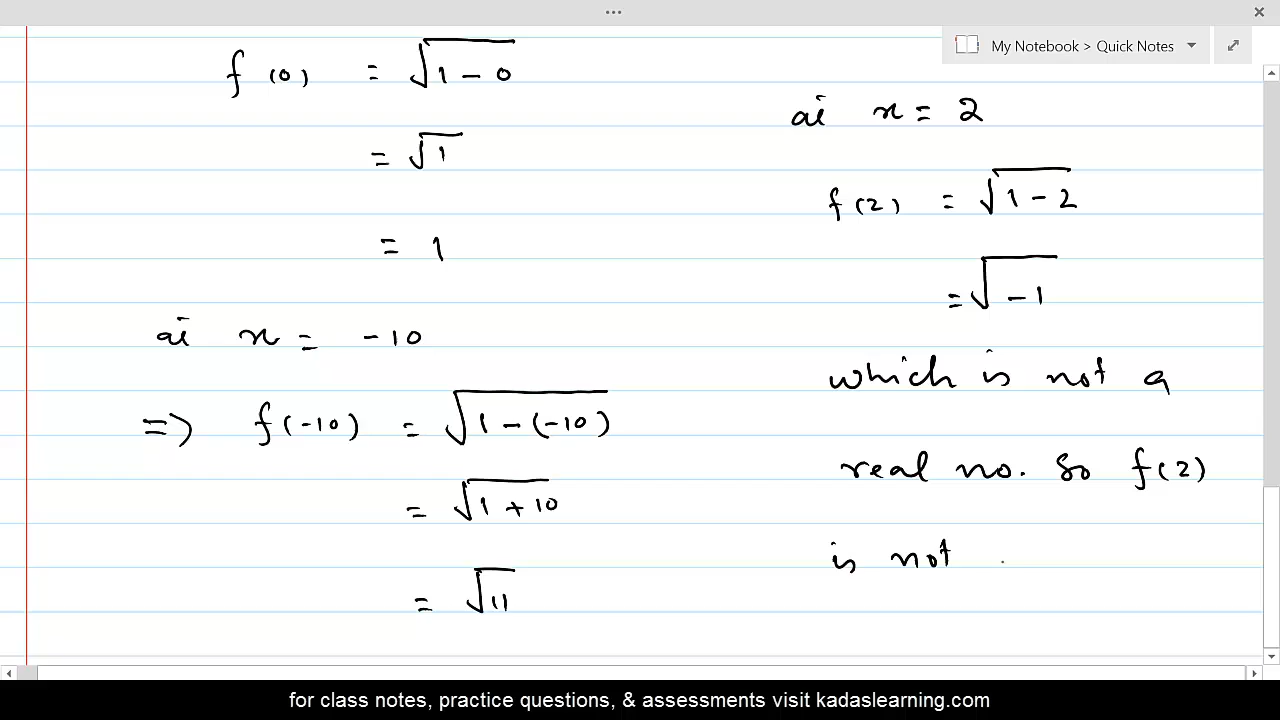 ...
My Notebook > Quick Notes
f(0) = √1-0
= √1
= 1
at x = -10
=> f(-10) = √1-(-10)
= √1+10
= √11
at x = 2
f(2) = √1-2
= √-1
which is not a
real no. So f(2)
is not
for class notes, practice questions, & assessments visit kadaslearning.com